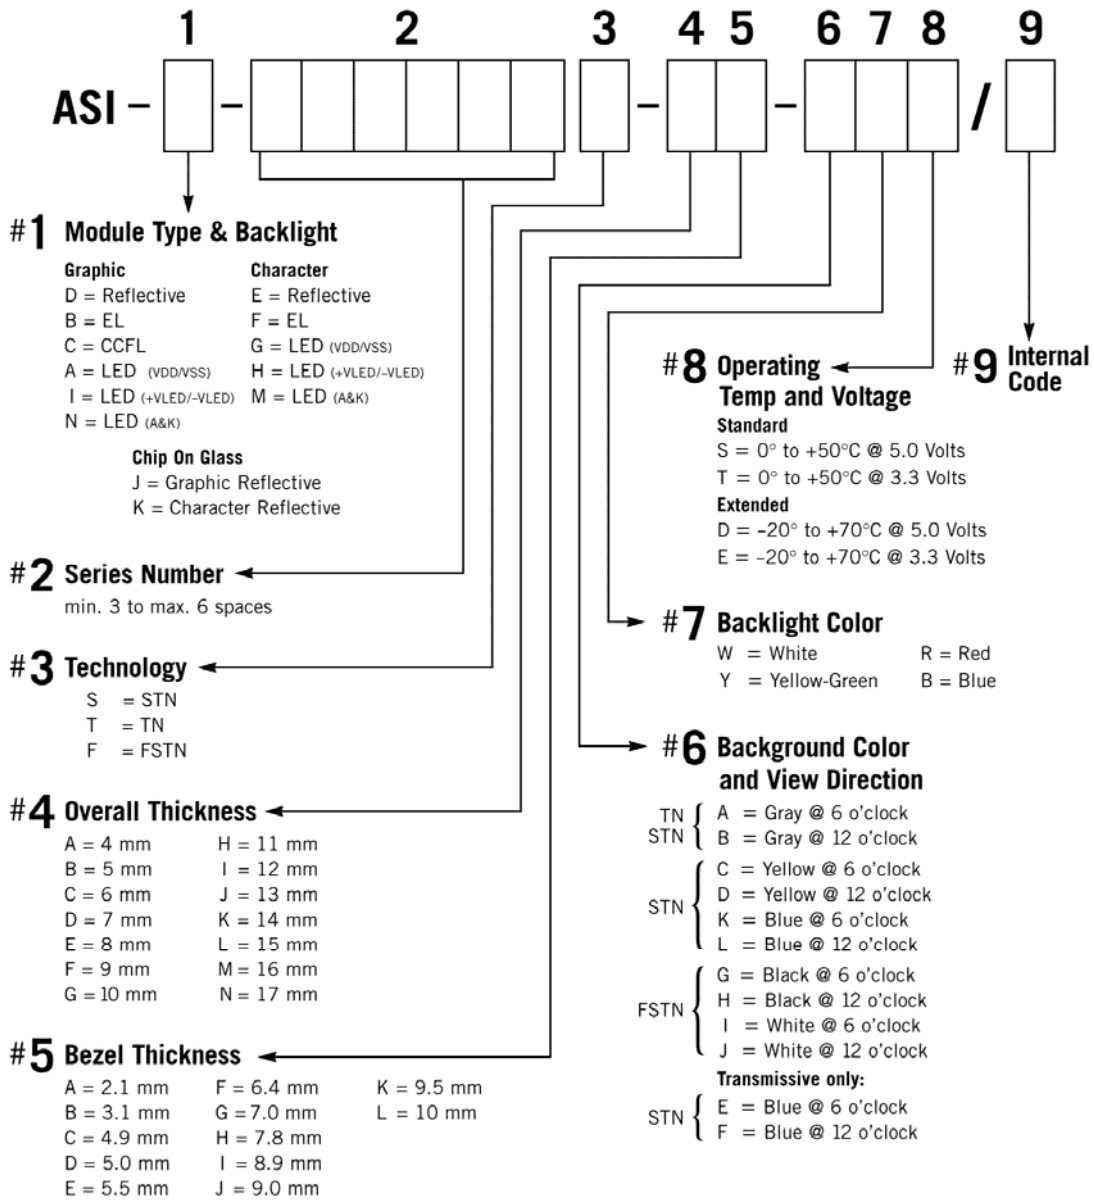 1 2 3 4 5 6 7 8 9
ASI – – – – /
#1 Module Type & Backlight
Graphic Character
D = Reflective E = Reflective
B = EL F = EL
C = CCFL G = LED (VDD/VSS)
A = LED (VDD/VSS) H = LED (+VLED/–VLED)
I = LED (+VLED/–VLED) M = LED (A&K)
N = LED (A&K)
Chip On Glass
J = Graphic Reflective
K = Character Reflective
#2 Series Number
min. 3 to max. 6 spaces
#3 Technology
S = STN
T = TN
F = FSTN
#4 Overall Thickness
A = 4 mm H = 11 mm
B = 5 mm I = 12 mm
C = 6 mm J = 13 mm
D = 7 mm K = 14 mm
E = 8 mm L = 15 mm
F = 9 mm M = 16 mm
G = 10 mm N = 17 mm
#5 Bezel Thickness
A = 2.1 mm F = 6.4 mm K = 9.5 mm
B = 3.1 mm G = 7.0 mm L = 10 mm
C = 4.9 mm H = 7.8 mm
D = 5.0 mm I = 8.9 mm
E = 5.5 mm J = 9.0 mm
#8 Operating
Temp and Voltage
Standard
S = 0° to +50°C @ 5.0 Volts
T = 0° to +50°C @ 3.3 Volts
Extended
D = –20° to +70°C @ 5.0 Volts
E = –20° to +70°C @ 3.3 Volts
#9 Internal
Code
#7 Backlight Color
W = White R = Red
Y = Yellow-Green B = Blue
#6 Background Color
and View Direction
TN A = Gray @ 6 o'clock
STN B = Gray @ 12 o'clock
C = Yellow @ 6 o'clock
STN D = Yellow @ 12 o'clock
K = Blue @ 6 o'clock
L = Blue @ 12 o'clock
G = Black @ 6 o'clock
FSTN H = Black @ 12 o'clock
I = White @ 6 o'clock
J = White @ 12 o'clock
Transmissive only:
STN E = Blue @ 6 o'clock
F = Blue @ 12 o'clock